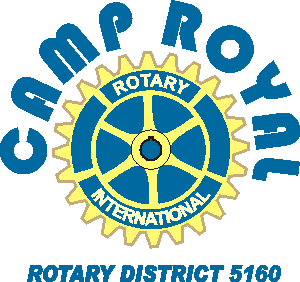 CAMP ROYAL
ROTARY
INTERNATIONAL
ROTARY DISTRICT 5160